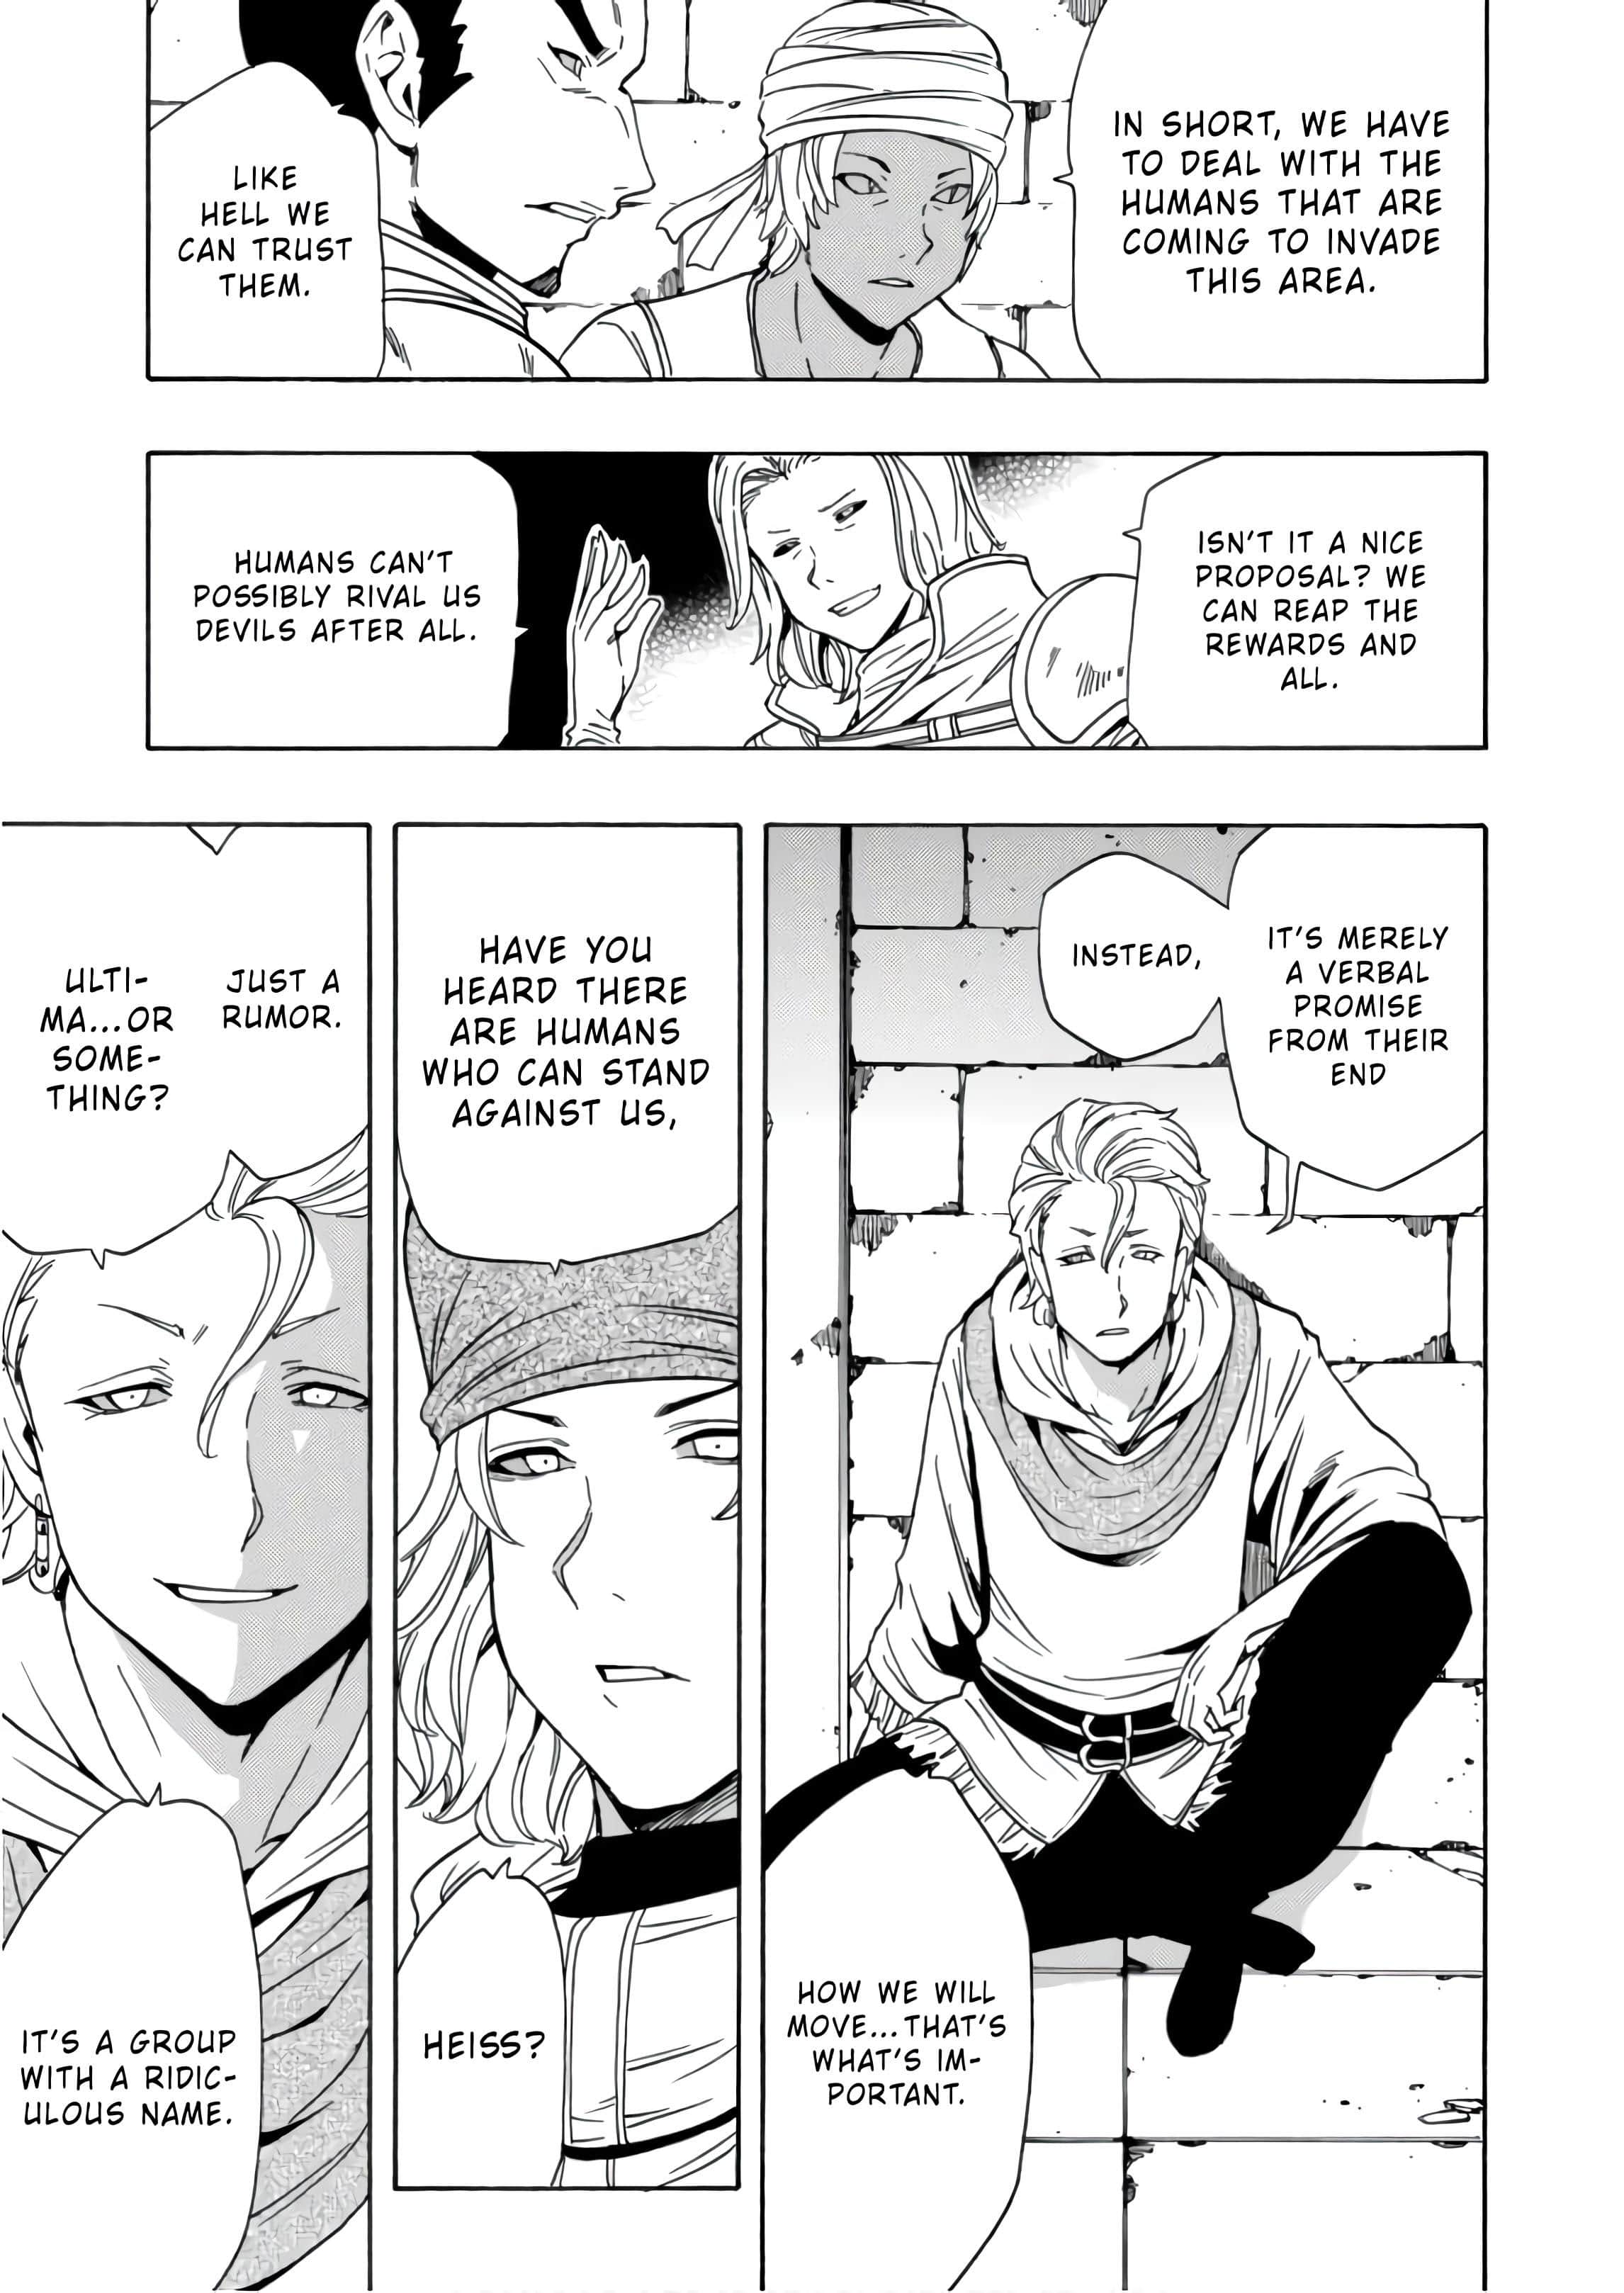 IN SHORT, WE HAVE
TO DEAL WITH THE
HUMANS THAT ARE
COMING TO INVADE
THIS AREA.
LIKE
HELL WE
CAN TRUST
THEM.
ISN'T IT A NICE
PROPOSAL? WE
CAN REAP THE
REWARDS AND
ALL.
HUMANS CAN'T
POSSIBLY RIVAL US
DEVILS AFTER ALL.
IT'S MERELY
A VERBAL
PROMISE
FROM THEIR
END
INSTEAD,
HOW WE WILL
MOVE...THAT'S
WHAT'S IM-
PORTANT.
HAVE YOU
HEARD THERE
ARE HUMANS
WHO CAN STAND
AGAINST US,
HEISS?
JUST A
RUMOR.
ULTI-
MA...OR
SOME-
THING?
IT'S A GROUP
WITH A RIDIC-
ULOUS NAME.